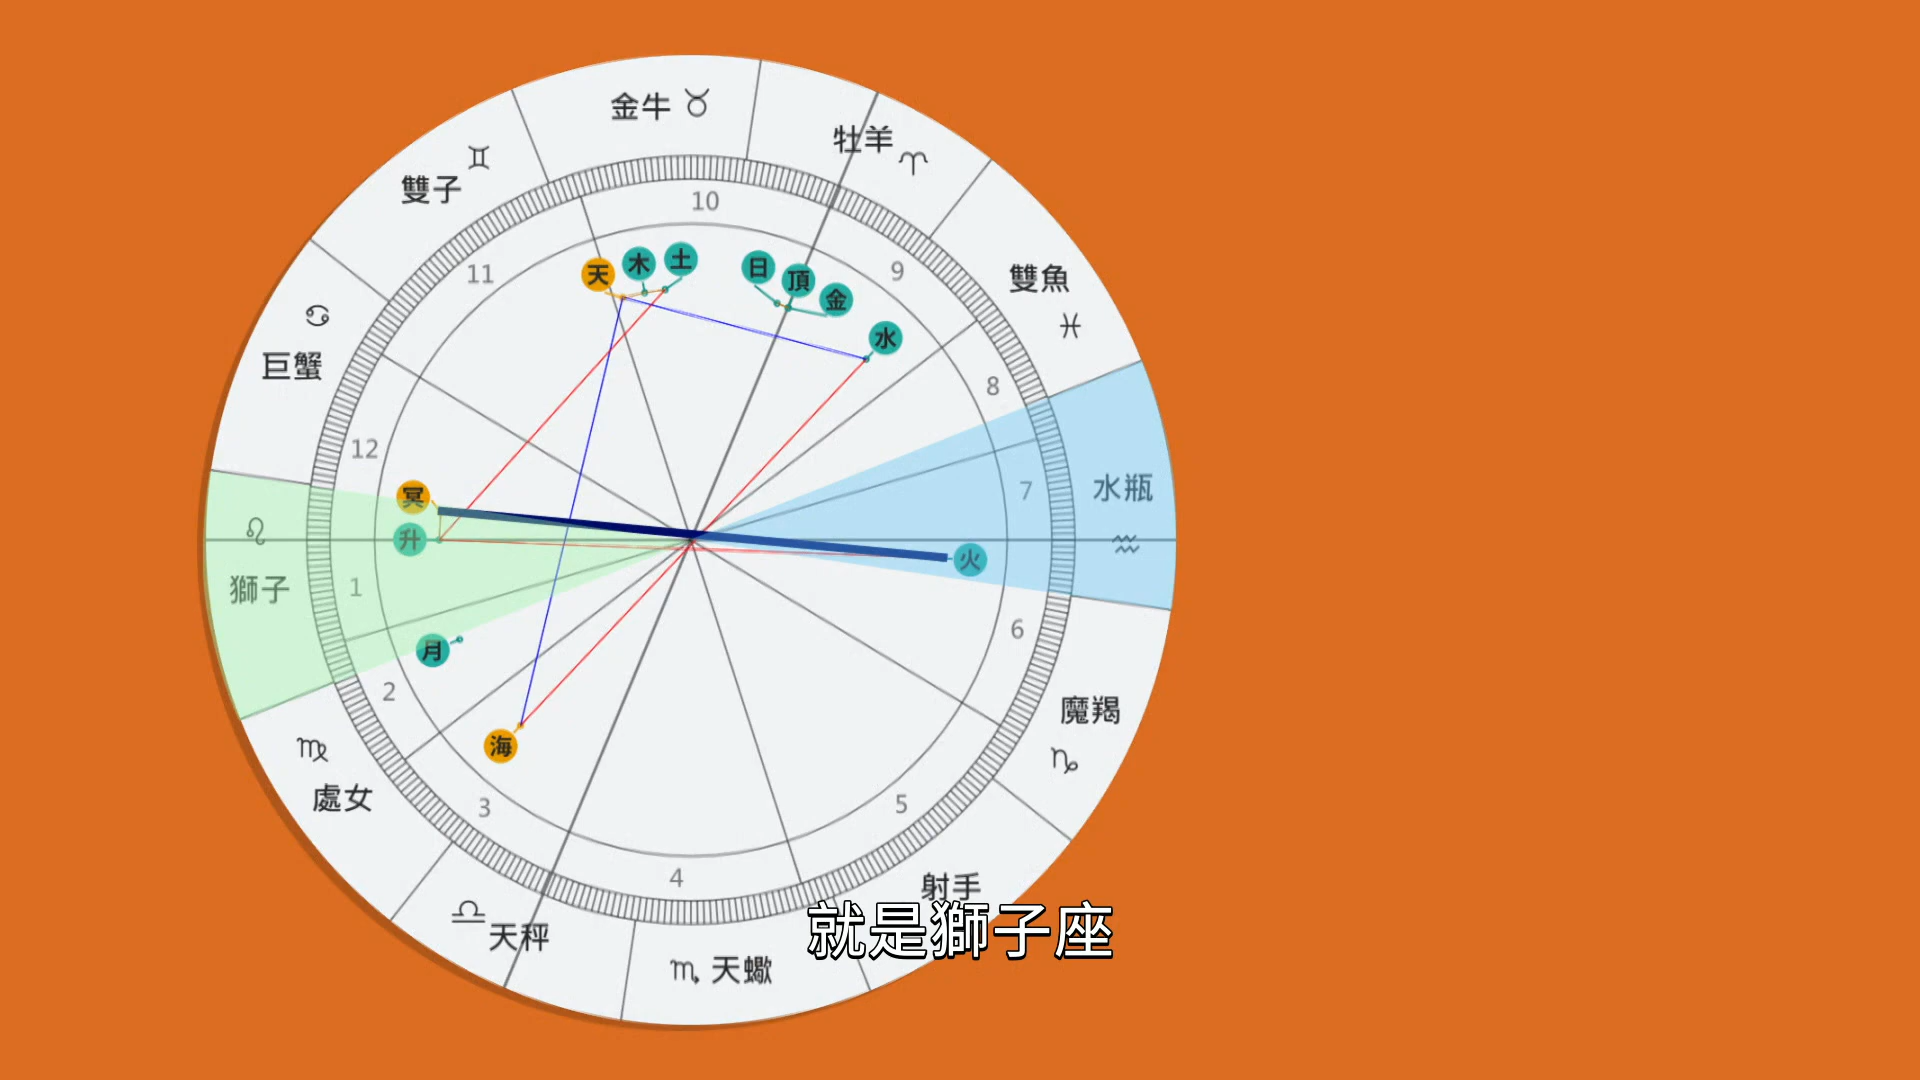 金牛 ♉
牡羊 ♈
♊ 雙子
10
天
木
土
日
頂
金
水
9
11
雙魚 ♓
♋ 巨蟹
8
12
冥
升
7
水瓶 ♒
火
♌ 獅子
1
月
2
6
海
魔羯 ♑
♍ 處女
3
5
4
射手
♎ 天秤
♏ 天蠍
就是獅子座